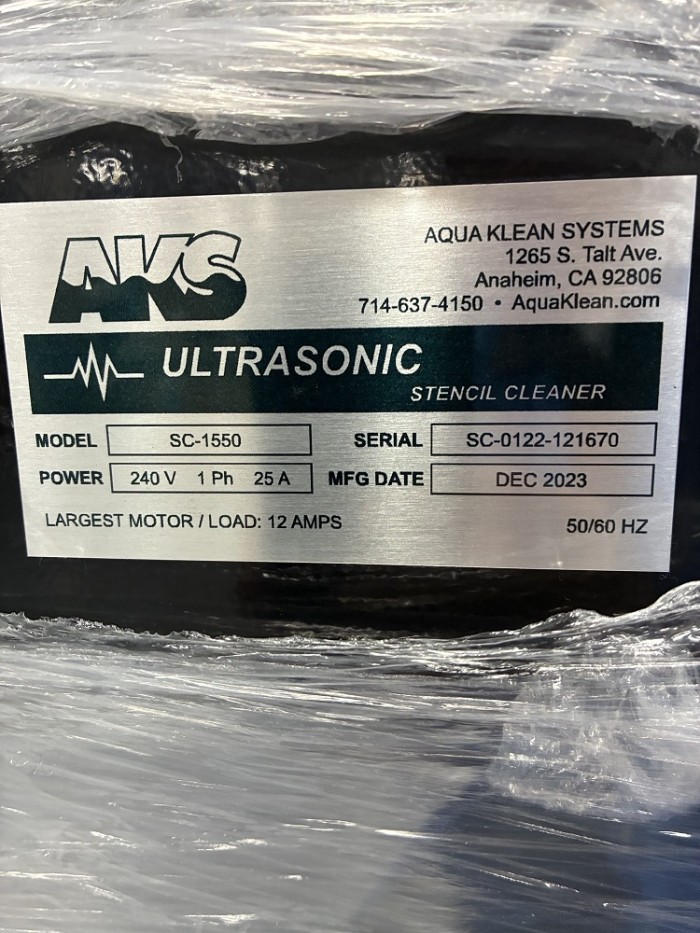 AKS
AQUA KLEAN SYSTEMS
1265 S. Talt Ave.
Anaheim, CA 92806
714-637-4150 • AquaKlean.com
ULTRASONIC
STENCIL CLEANER
MODEL SC-1550 SERIAL SC-0122-121670
POWER 240 V 1 Ph 25 A MFG DATE DEC 2023
LARGEST MOTOR / LOAD: 12 AMPS 50/60 HZ